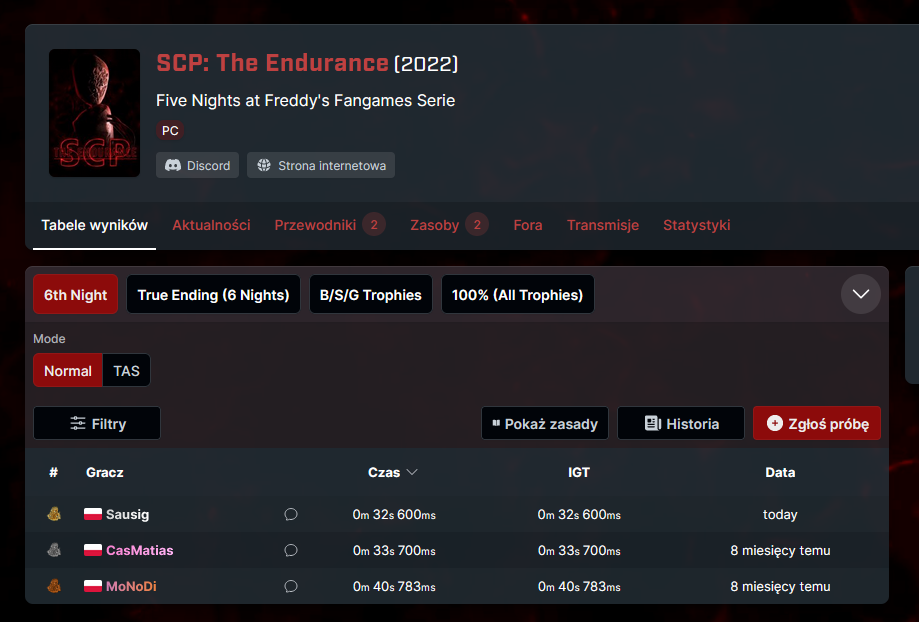 SCP: The Endurance (2022)
Five Nights at Freddy's Fangames Serie
PC
Discord Strona internetowa
SCP
Tabele wyników Aktualności Przewodniki 2 Zasoby 2 Fora Transmisje Statystyki
6th Night True Ending (6 Nights) B/S/G Trophies 100% (All Trophies)
Mode
Normal TAS
Filtry Pokaż zasady Historia Zgłoś próbę
# Gracz Czas IGT Data
Sausig 0m 32s 600ms 0m 32s 600ms today
CasMatias 0m 33s 700ms 0m 33s 700ms 8 miesięcy temu
MoNoDi 0m 40s 783ms 0m 40s 783ms 8 miesięcy temu